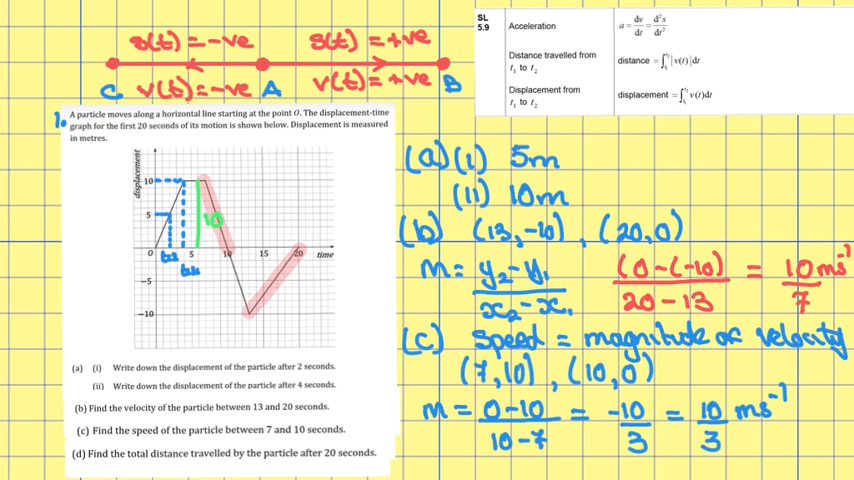 s(t) = -ve
s(t) = +ve
C
v(t) = -ve
A
v(t) = +ve
B
SL
5.9
Acceleration
a = dv/dt = d²s/dt²
Distance travelled from
t₁ to t₂
distance = ∫ₜ₁ᵗ² |v(t)| dt
Displacement from
t₁ to t₂
displacement = ∫ₜ₁ᵗ² v(t)dt
1.
A particle moves along a horizontal line starting at the point O. The displacement-time
graph for the first 20 seconds of its motion is shown below. Displacement is measured
in metres.
displacement
10
5
O
5
10
15
20
time
-5
-10
10
t=2
t=4
(a) (i) Write down the displacement of the particle after 2 seconds.
(ii) Write down the displacement of the particle after 4 seconds.
(b) Find the velocity of the particle between 13 and 20 seconds.
(c) Find the speed of the particle between 7 and 10 seconds.
(d) Find the total distance travelled by the particle after 20 seconds.
(a) (i) 5m
(ii) 10m
(b) (13, -10) , (20, 0)
m = y₂ - y₁ / x₂ - x₁
(0 - (-10)) / 20 - 13 = 10/7 ms⁻¹
(c) Speed = magnitude of velocity
(7, 10) , (10, 0)
m = 0 - 10 / 10 - 7 = -10/3 = 10/3 ms⁻¹